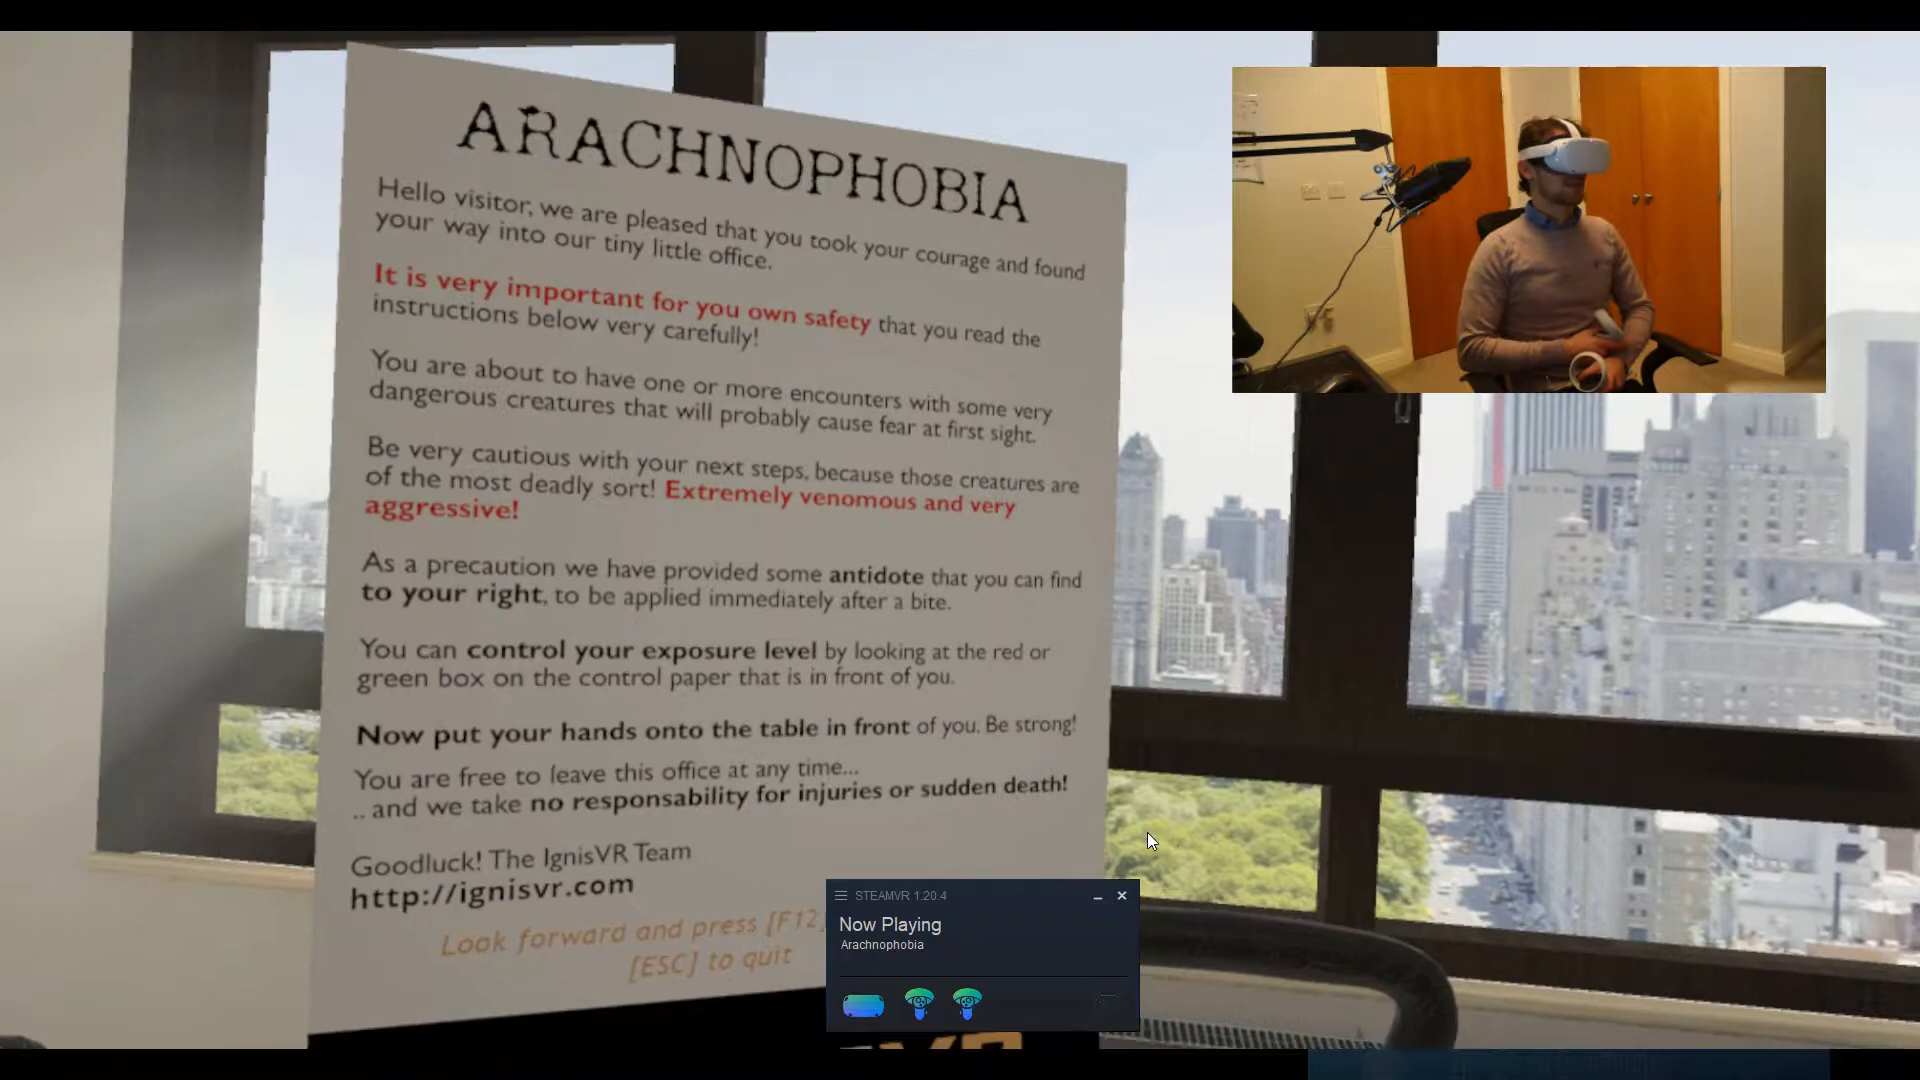 ARACHNOPHOBIA
Hello visitor, we are pleased that you took your courage and found
your way into our tiny little office.
It is very important for you own safety that you read the
instructions below very carefully!
You are about to have one or more encounters with some very
dangerous creatures that will probably cause fear at first sight.
Be very cautious with your next steps, because those creatures are
of the most deadly sort! Extremely venomous and very
aggressive!
As a precaution we have provided some antidote that you can find
to your right, to be applied immediately after a bite.
You can control your exposure level by looking at the red or
green box on the control paper that is in front of you.
Now put your hands onto the table in front of you. Be strong!
You are free to leave this office at any time...
.. and we take no responsability for injuries or sudden death!
Goodluck! The IgnisVR Team
http://ignisvr.com
Look forward and press [F12]
[ESC] to quit
STEAMVR 1.20.4
Now Playing
Arachnophobia